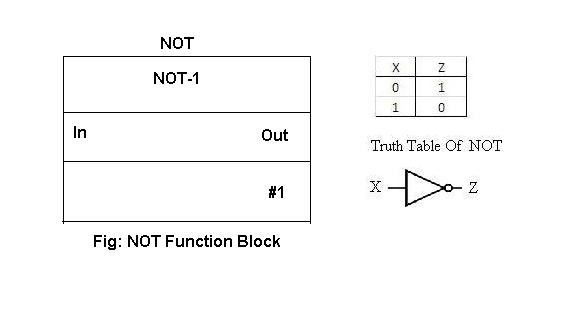 NOT
NOT-1
In Out
#1
Fig: NOT Function Block
X Z
0 1
1 0
Truth Table Of NOT
X Z